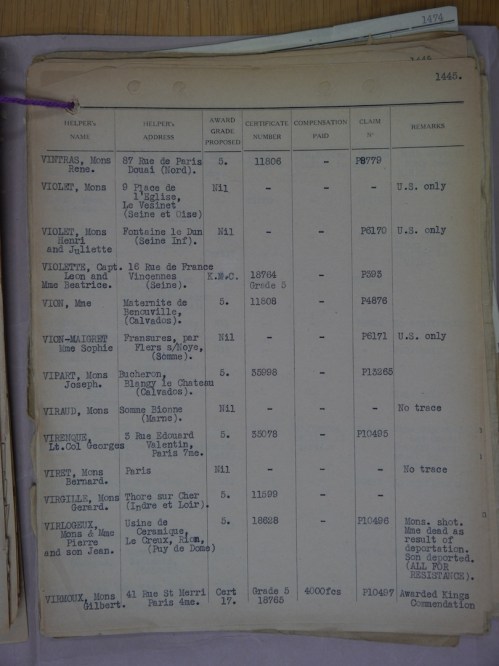 1474
1445.
HELPER's NAME HELPER's ADDRESS AWARD GRADE PROPOSED CERTIFICATE NUMBER COMPENSATION PAID CLAIM Nº REMARKS
VINTRAS, Mons 87 Rue de Paris 5. 11806 - P8779
Rene. Douai (Nord).
VIOLET, Mons 9 Place de Nil - - - U.S. only
l'Eglise,
Le Vesinet
(Seine et Oise)
VIOLET, Mons Fontaine le Dun Nil - - P6170 U.S. only
Henri (Seine Inf).
and Juliette
VIOLETTE, Capt. 16 Rue de France
Leon and Vincennes K.M.C. 18764 - P393
Mme Beatrice. (Seine). Grade 5
VION, Mme Maternite de 5. 11808 - P4876
Benouville,
(Calvados).
VION-MAIGRET Fransures, par Nil - - P6171 U.S. only
Mme Sophie Flers s/Noye,
(Somme).
VIPART, Mons Bucheron, 5. 35998 - P13265
Joseph. Blangy le Chateau
(Calvados).
VIRAUD, Mons Somme Bionne Nil - - - No trace
(Marne).
VIRENQUE, 3 Rue Edouard 5. 35078 - P10495
Lt.Col Georges Valentin,
Paris 7me.
VIRET, Mons Paris Nil - - - No trace
Bernard.
VIRGILLE, Mons Thore sur Cher 5. 11599 - -
Gerard. (Indre et Loir).
VIRLOGEUX, Usine de 5. 18628 - P10496 Mons. shot.
Mons & Mme Ceramique, Mme dead as
Pierre Le Creux, Riom, result of
and son Jean. (Puy de Dome) deportation.
Son deported.
(ALL FOR
RESISTANCE).
VIRMOUX, Mons 41 Rue St Merri Cert Grade 5 4000fcs P10497 Awarded Kings
Gilbert. Paris 4me. 17. 18765 Commendation